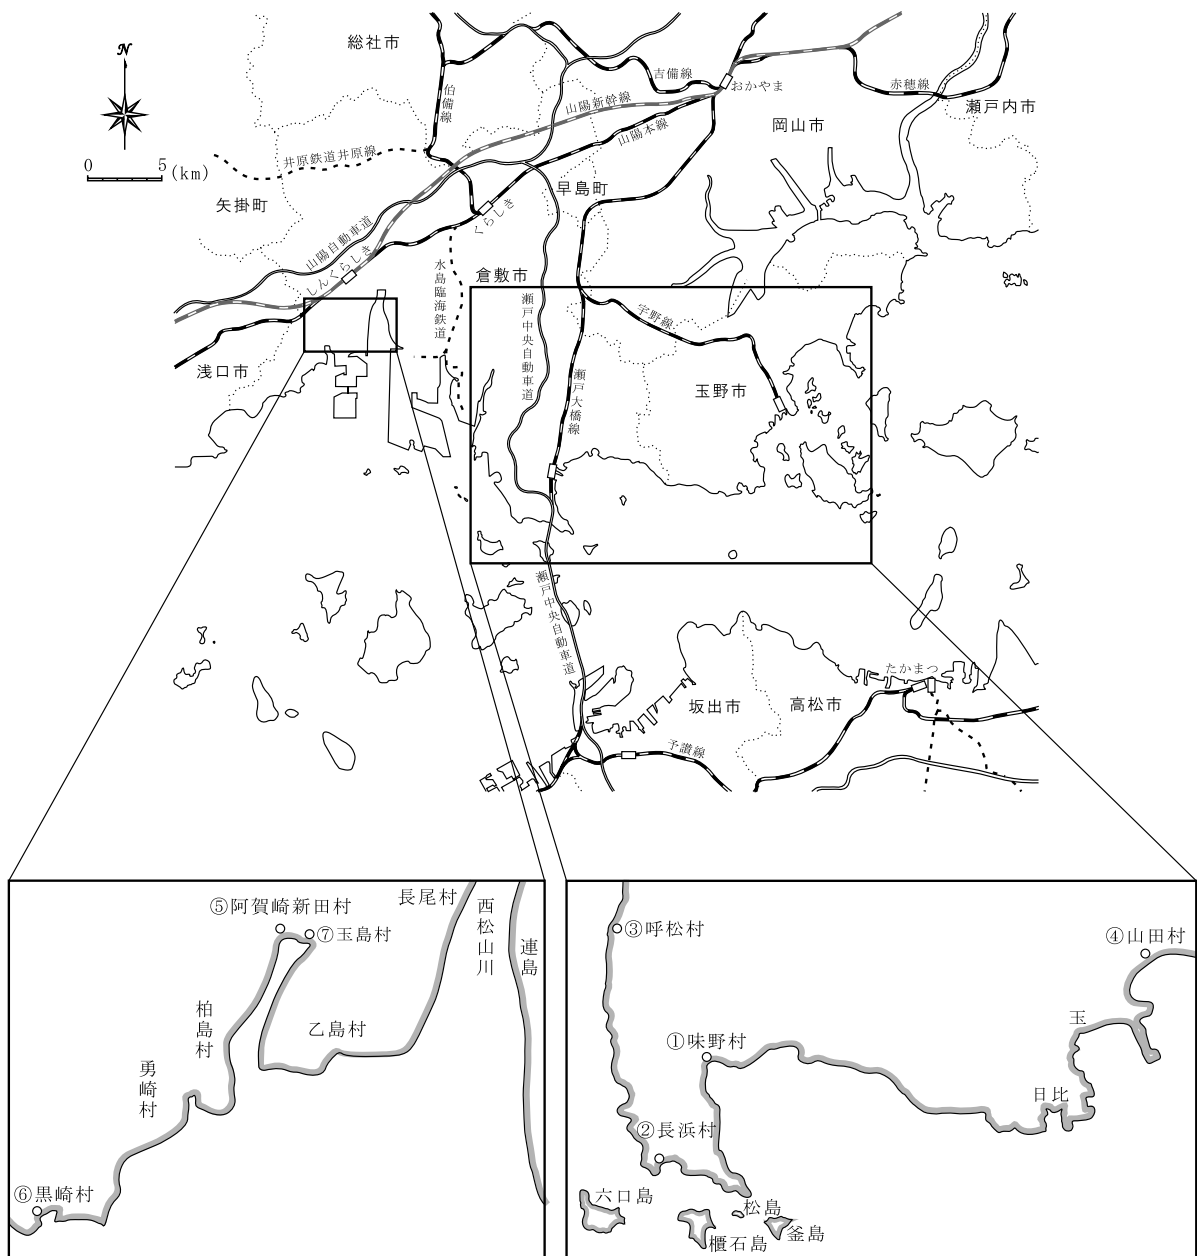 N
0 5(km)
総社市
伯備線
吉備線
おかやま
赤穂線
瀬戸内市
山陽新幹線
山陽本線
岡山市
井原鉄道井原線
矢掛町
早島町
くらしき
山陽自動車道
しんくらしき
水島臨海鉄道
倉敷市
瀬戸中央自動車道
宇野線
瀬戸大橋線
浅口市
玉野市
瀬戸中央自動車道
たかまつ
坂出市
高松市
予讃線
長尾村
⑤阿賀崎新田村
⑦玉島村
西松山川
連島
柏島村
乙島村
勇崎村
⑥黒崎村
③呼松村
④山田村
玉
①味野村
日比
②長浜村
六口島
松島
釜島
櫃石島